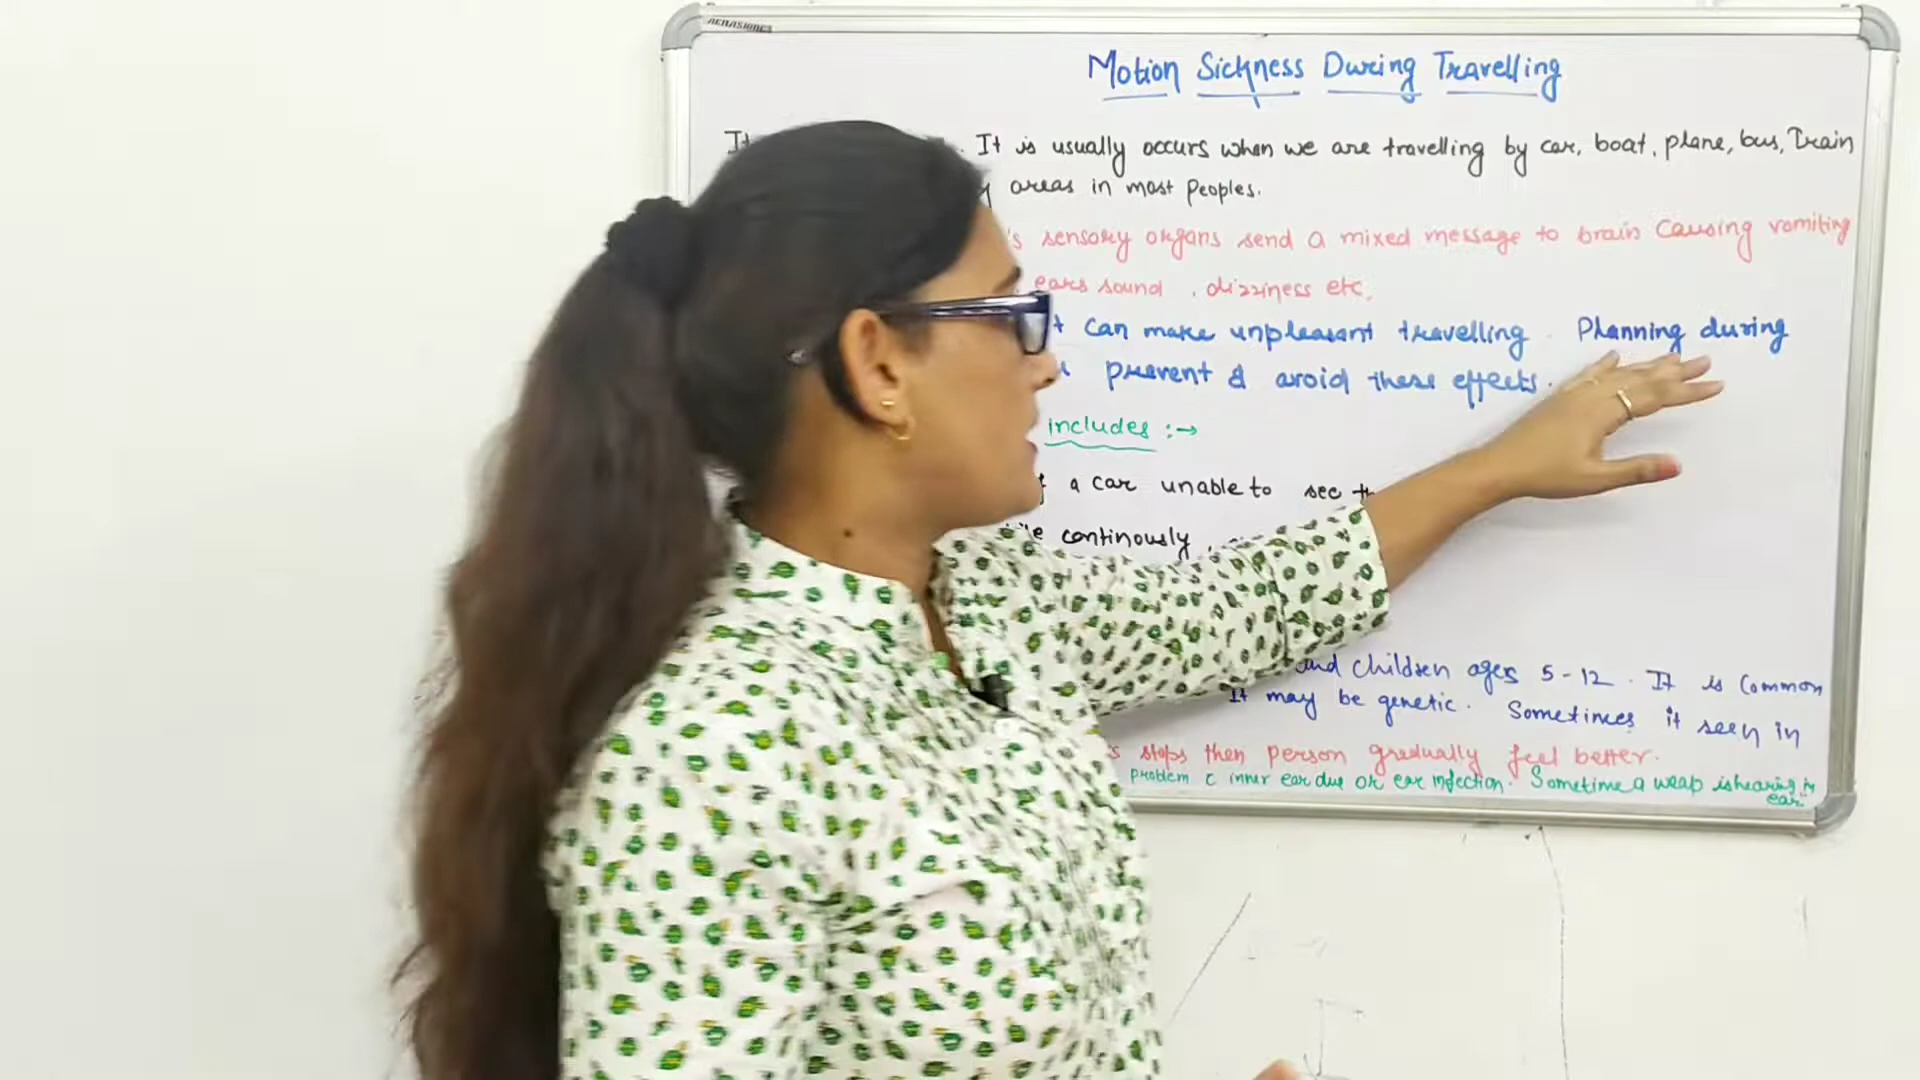 Motion Sickness During Travelling
It . It is usually occurs when we are travelling by car, boat, plane, bus, Train
areas in most peoples.
's sensory organs send a mixed message to brain Causing vomiting
ears sound , dizziness etc,
t can make unpleasant travelling . Planning during
prevent & avoid these effects.
includes :→
a car unable to see
continously ,
and children ages 5-12 . It is Common
It may be genetic. Sometimes it seen in
s stops then person gradually feel better.
problem c inner ear due or ear infection. Sometime a weap is hearing in
ear.